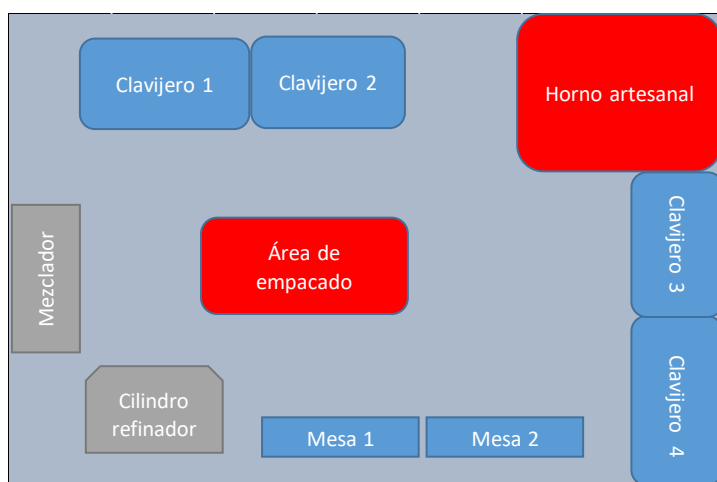 Clavijero 1
Clavijero 2
Horno artesanal
Mezclador
Área de
empacado
Clavijero 3
Cilindro
refinador
Mesa 1
Mesa 2
Clavijero 4